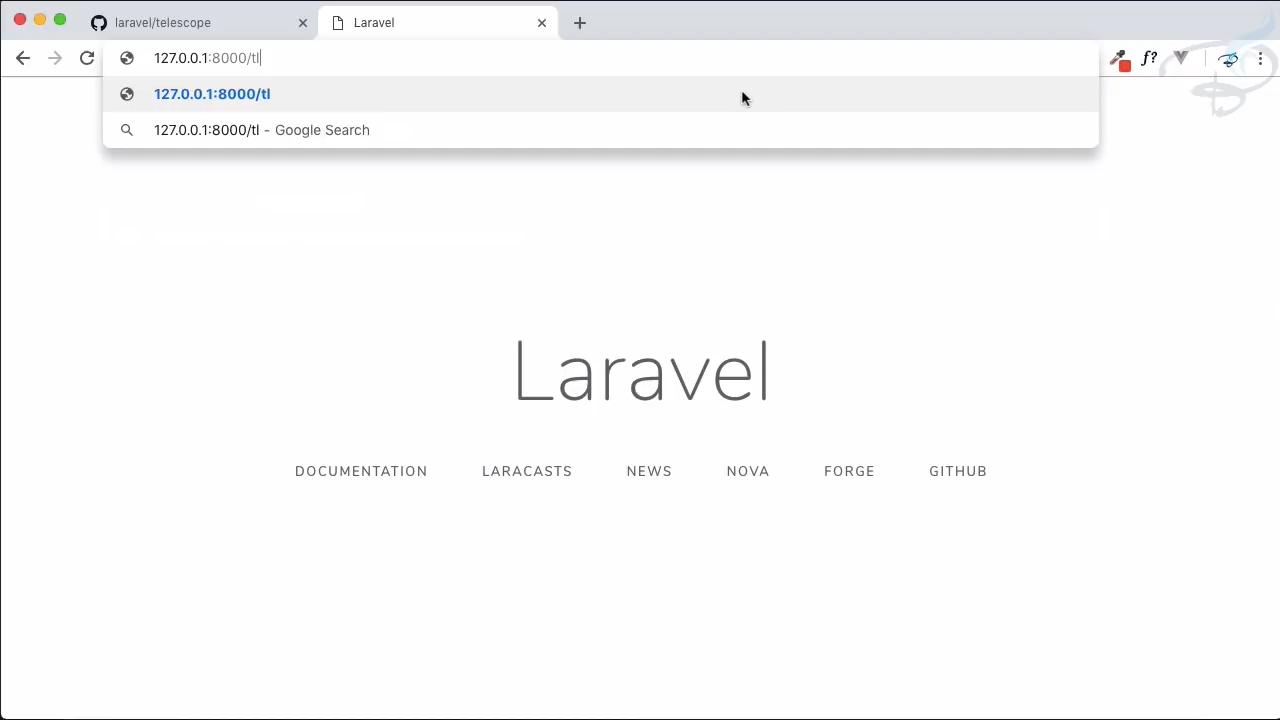 laravel/telescope
Laravel
127.0.0.1:8000/tl
f?
127.0.0.1:8000/tl
127.0.0.1:8000/tl - Google Search
Laravel
DOCUMENTATION LARACASTS NEWS NOVA FORGE GITHUB